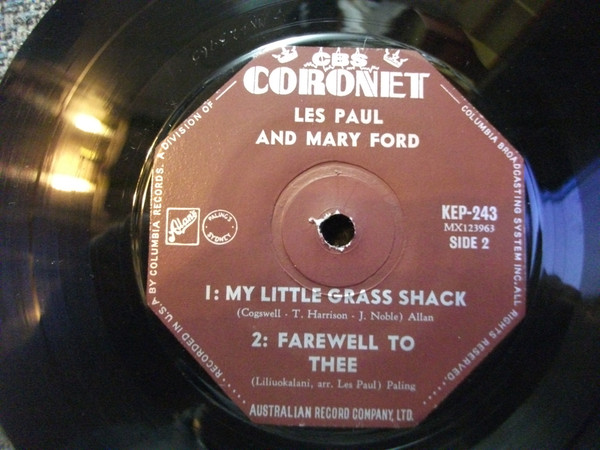 CBS
CORONET
LES PAUL
AND MARY FORD
Allans
PALING'S
SYDNEY
KEP-243
MX123963
SIDE 2
1: MY LITTLE GRASS SHACK
(Cogswell - T. Harrison - J. Noble) Allan
2: FAREWELL TO
THEE
(Liliuokalani, arr. Les Paul) Paling
AUSTRALIAN RECORD COMPANY, LTD.
RECORDED IN U.S.A BY COLUMBIA RECORDS. A DIVISION OF — COLUMBIA BROADCASTING SYSTEM INC. ALL RIGHTS RESERVED.